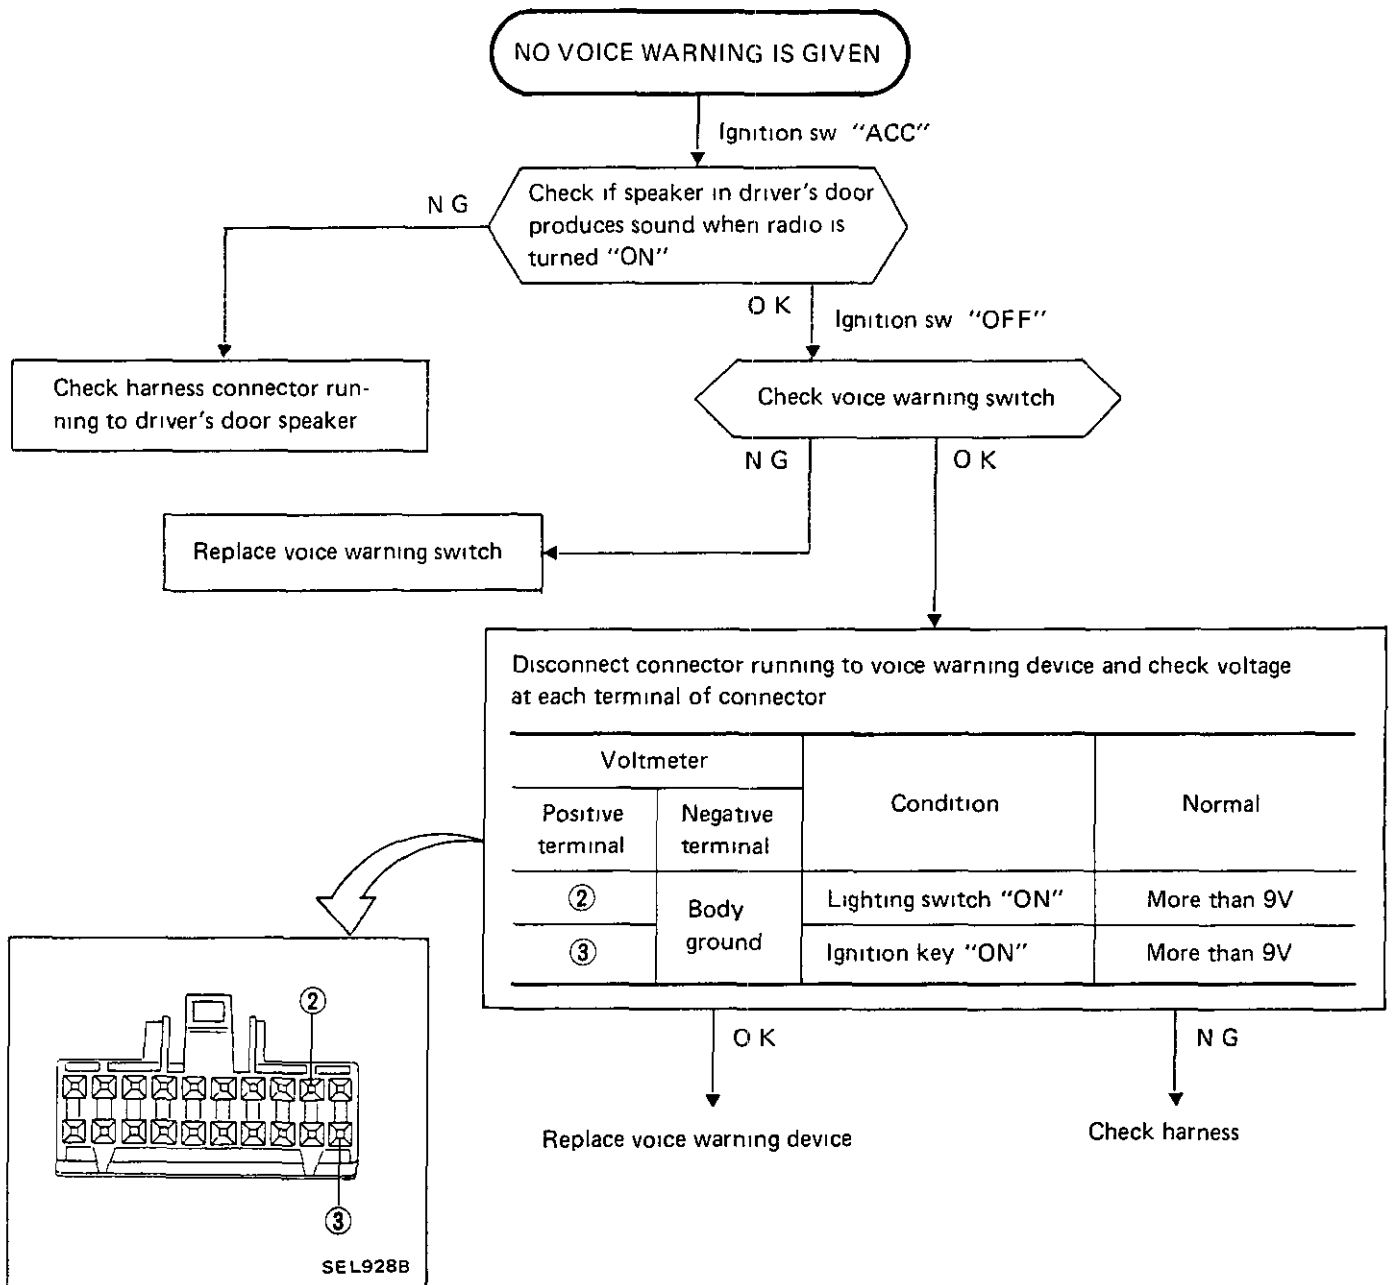 NO VOICE WARNING IS GIVEN
Ignition sw "ACC"
Check if speaker in driver's door
produces sound when radio is
turned "ON"
N G
O K
Ignition sw "OFF"
Check harness connector run-
ning to driver's door speaker
Check voice warning switch
N G
O K
Replace voice warning switch
Disconnect connector running to voice warning device and check voltage
at each terminal of connector
Voltmeter
Condition
Normal
Positive
terminal
Negative
terminal
② 
Body
ground
Lighting switch "ON"
More than 9V
③
Ignition key "ON"
More than 9V
O K
N G
Replace voice warning device
Check harness
②
③
SEL928B